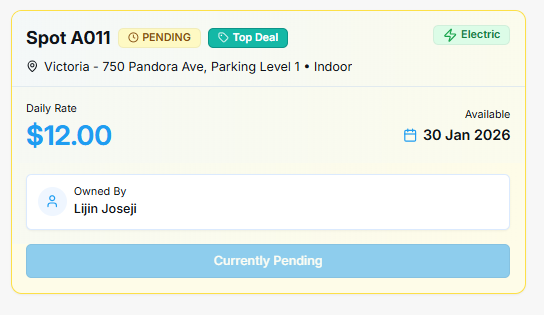 Spot A011 PENDING Top Deal Electric
Victoria - 750 Pandora Ave, Parking Level 1 • Indoor
Daily Rate
$12.00
Available
30 Jan 2026
Owned By
Lijin Joseji
Currently Pending